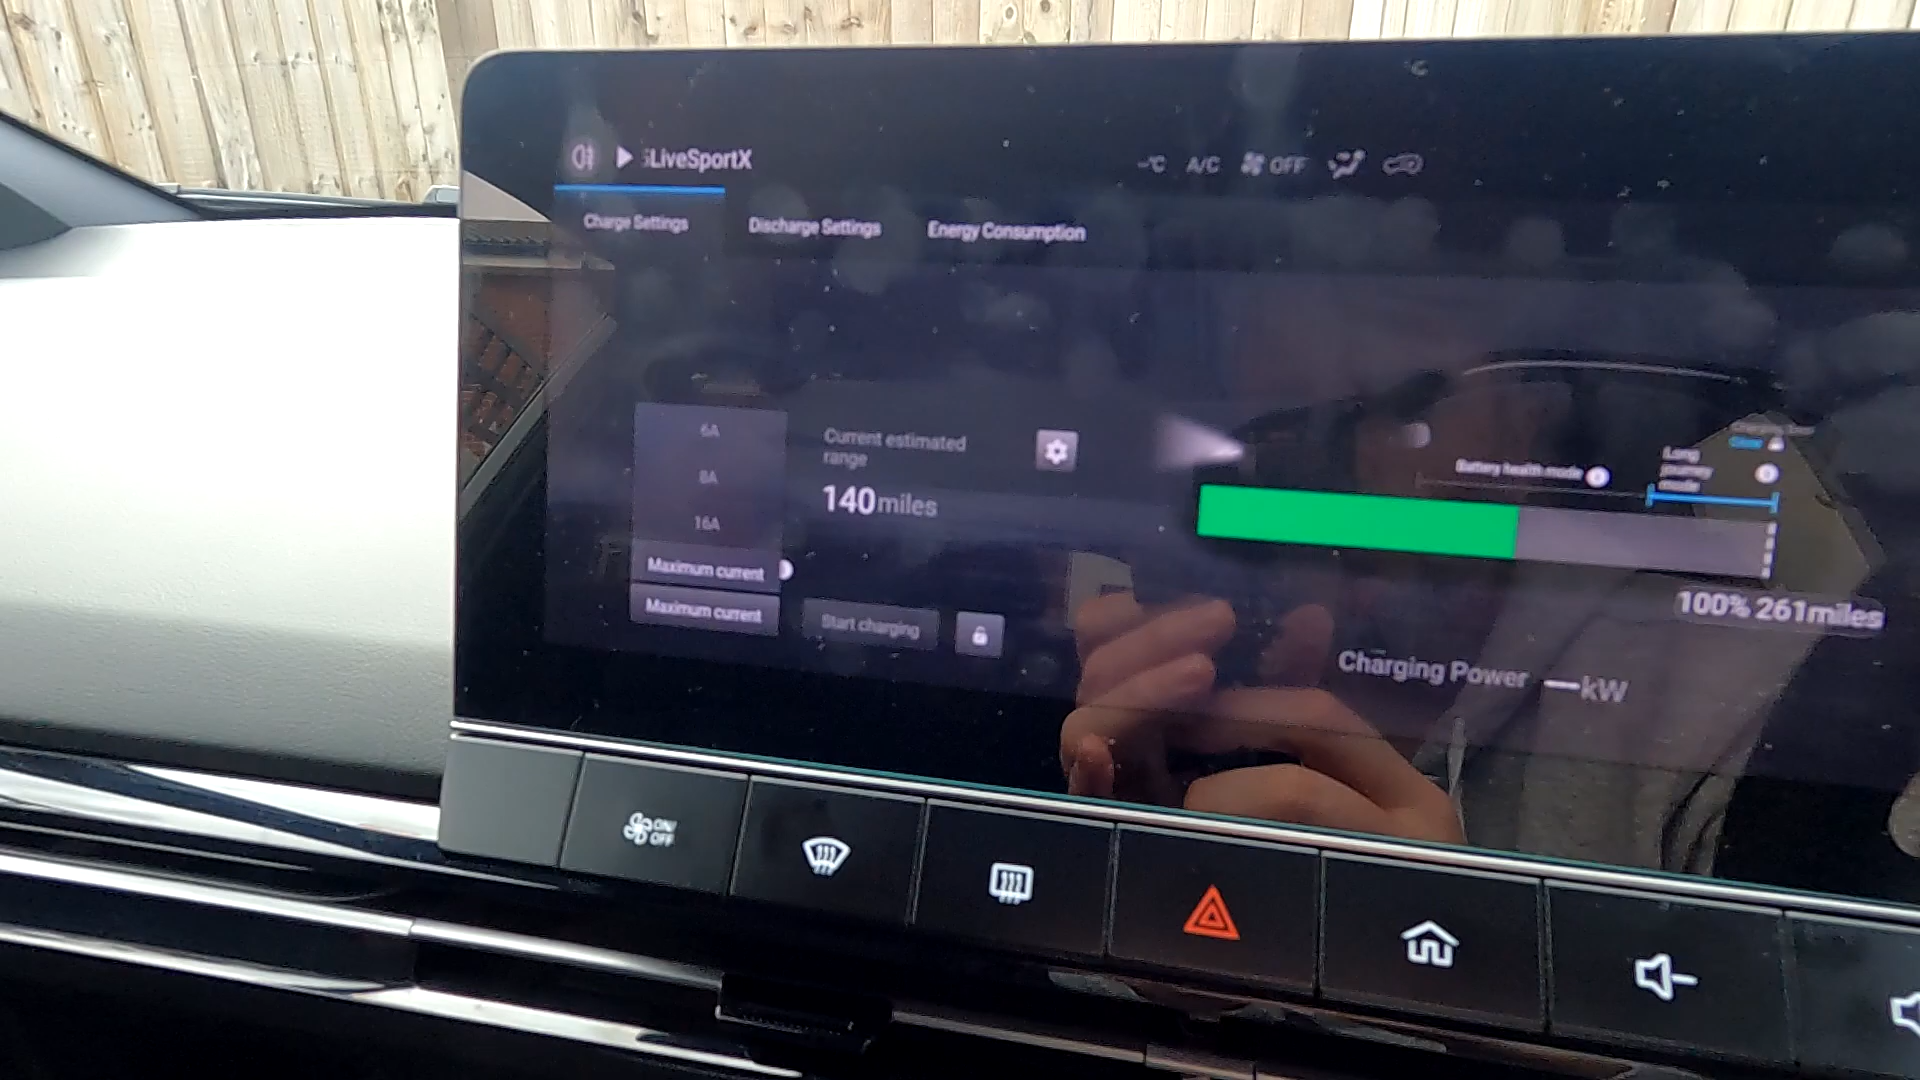 LiveSportX
--°C A/C OFF
Charge Settings Discharge Settings Energy Consumption
6A
8A
16A
Maximum current
Maximum current
Current estimated
range
140 miles
Start charging
Battery health mode
Long
journey
mode
100% 261miles
Charging Power —kW
ON/
OFF